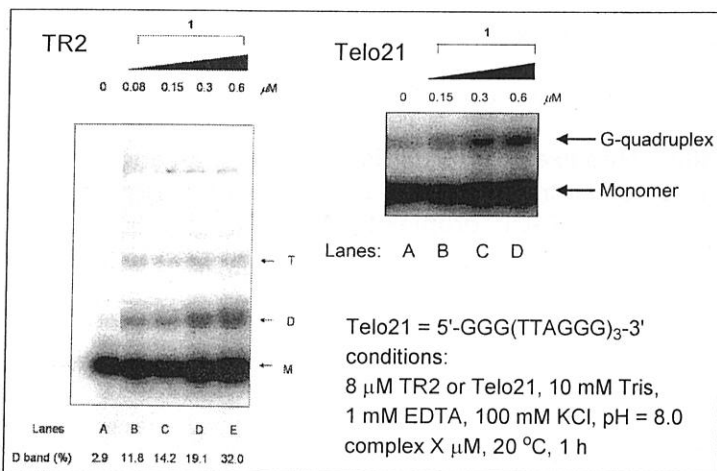 TR2
1
0 0.08 0.15 0.3 0.6 μM
T
D
M
Lanes A B C D E
D band (%) 2.9 11.8 14.2 19.1 32.0
Telo21
1
0 0.15 0.3 0.6 μM
G-quadruplex
Monomer
Lanes: A B C D
Telo21 = 5'-GGG(TTAGGG)₃-3'
conditions:
8 μM TR2 or Telo21, 10 mM Tris,
1 mM EDTA, 100 mM KCl, pH = 8.0
complex X μM, 20 °C, 1 h